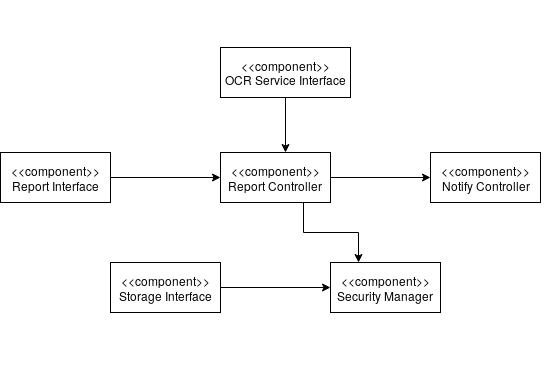 <<component>>
OCR Service Interface
<<component>>
Report Interface
<<component>>
Report Controller
<<component>>
Notify Controller
<<component>>
Storage Interface
<<component>>
Security Manager